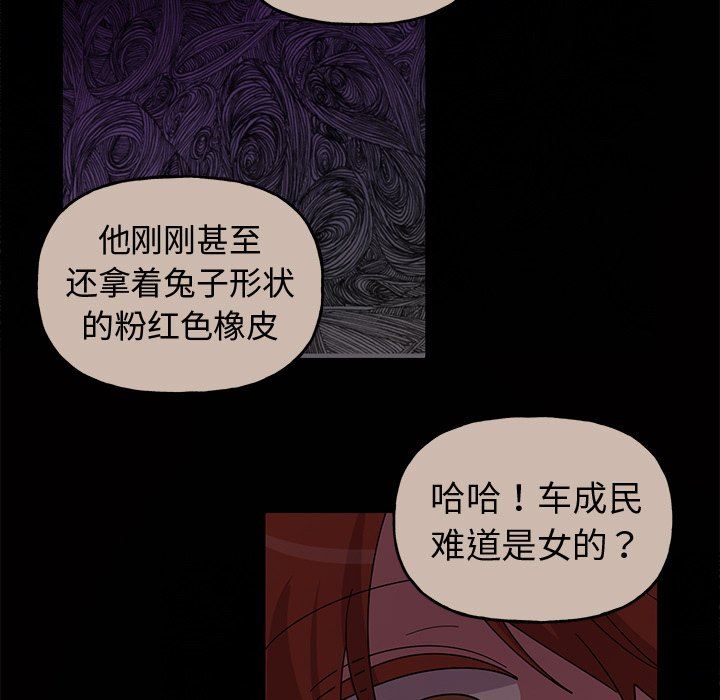 他刚刚甚至
还拿着兔子形状
的粉红色橡皮
哈哈！车成民
难道是女的？